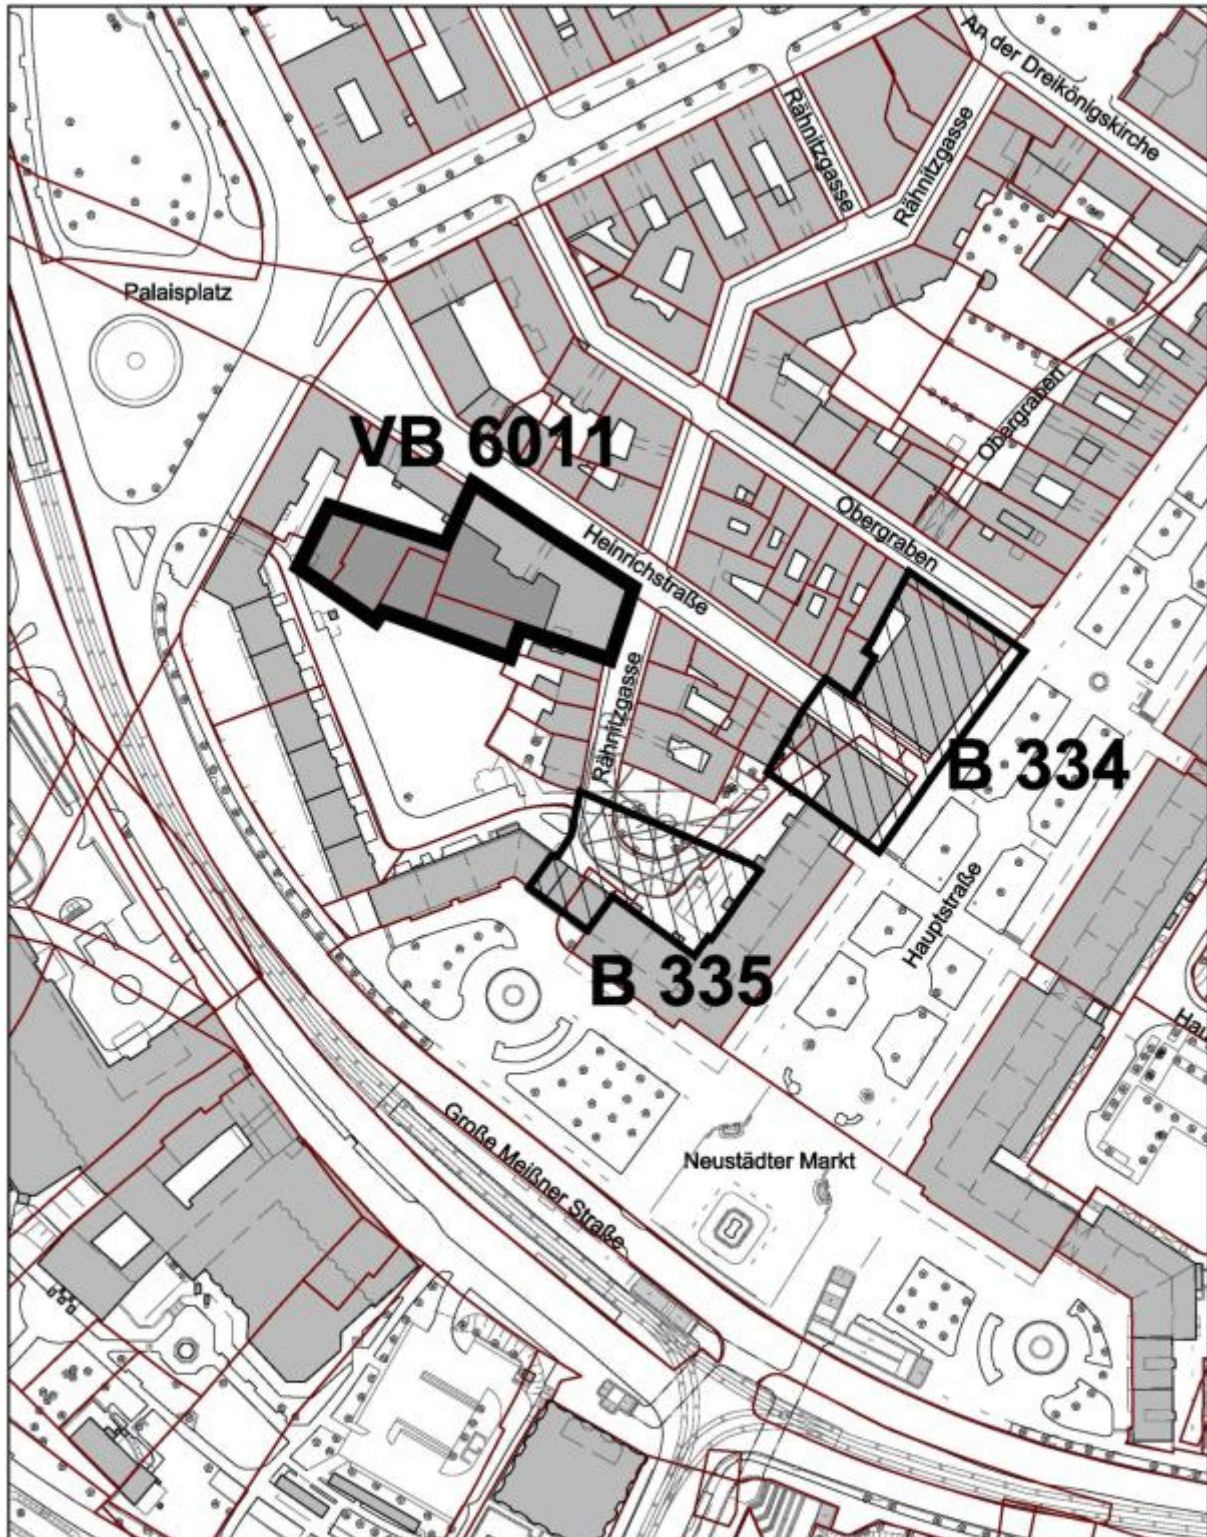 An der Dreikönigskirche
Rähnitzgasse
Rähnitzgasse
Palaisplatz
Obergraben
VB 6011
Obergraben
Heinrichstraße
Rähnitzgasse
B 334
Hauptstraße
B 335
Hau
Große Meißner Straße
Neustädter Markt